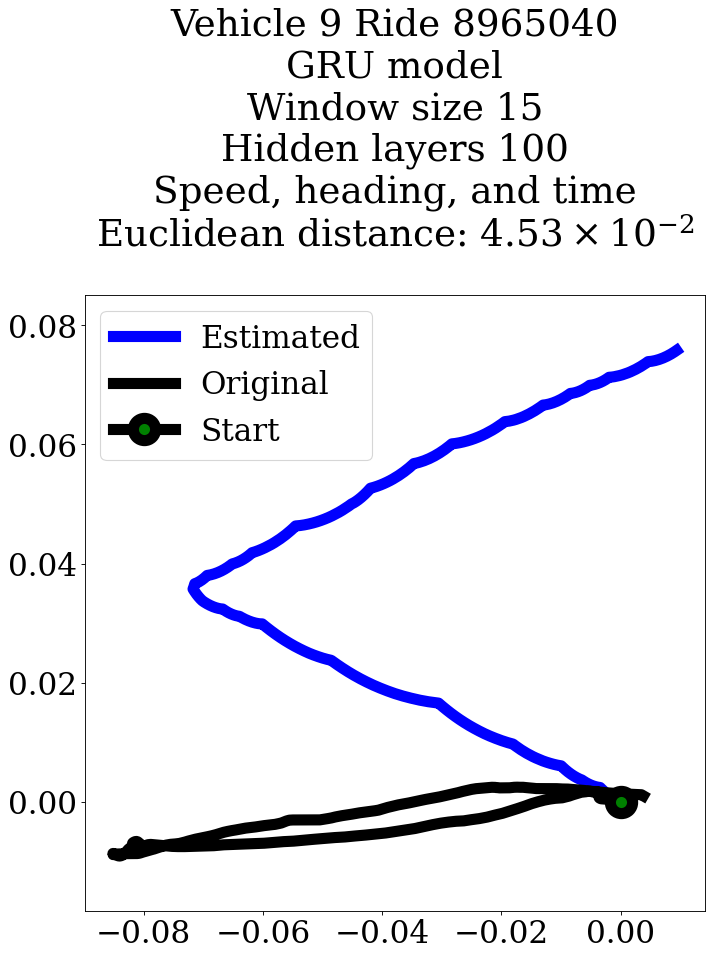 Vehicle 9 Ride 8965040
GRU model
Window size 15
Hidden layers 100
Speed, heading, and time
Euclidean distance: 4.53 × 10⁻²
Estimated
Original
Start
0.08
0.06
0.04
0.02
0.00
−0.08 −0.06 −0.04 −0.02 0.00